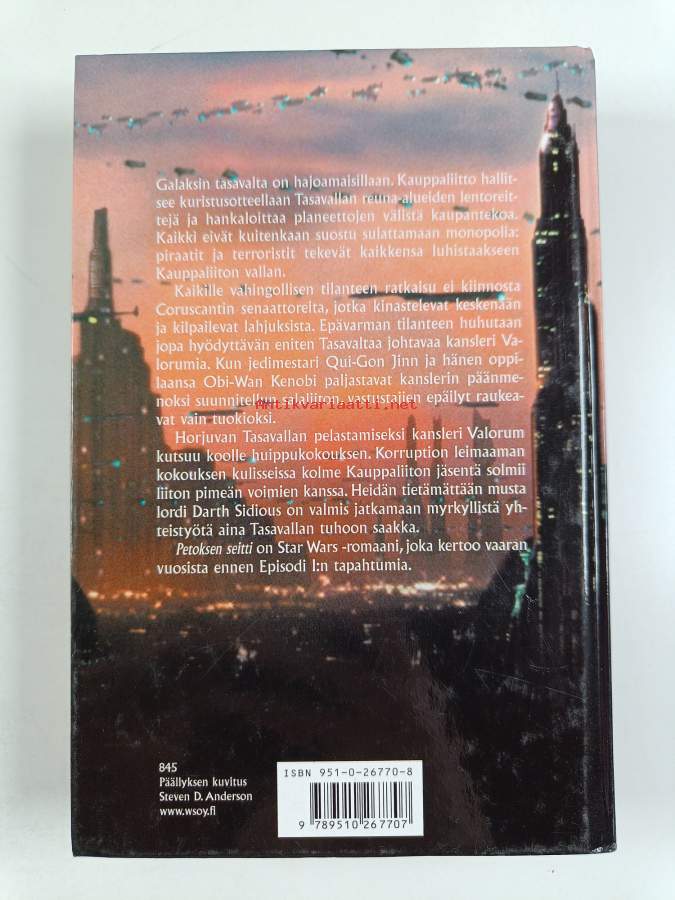 Galaksin tasavalta on hajoamaisillaan. Kauppaliitto hallit-
see kuristusotteellaan Tasavallan reuna-alueiden lentoreit-
tejä ja hankaloittaa planeettojen välistä kaupantekoa.
Kaikki eivät kuitenkaan suostu sulattamaan monopolia:
piraatit ja terroristit tekevät kaikkensa luhistaakseen
Kauppaliiton vallan.
Kaikille vahingollisen tilanteen ratkaisu ei kiinnosta
Coruscantin senaattoreita, jotka kinastelevat keskenään
ja kilpailevat lahjuksista. Epävarman tilanteen huhutaan
jopa hyödyttävän eniten Tasavaltaa johtavaa kansleri Va-
lorumia. Kun jedimestari Qui-Gon Jinn ja hänen oppi-
laansa Obi-Wan Kenobi paljastavat kanslerin päänme-
noksi suunnitellun salaliiton, vastustajien epäilyt raukea-
Antikvariaatti.net
vat vain tuokioksi.
Horjuvan Tasavallan pelastamiseksi kansleri Valorum
kutsuu koolle huippukokouksen. Korruption leimaaman
kokouksen kulisseissa kolme Kauppaliiton jäsentä solmii
liiton pimeän voimien kanssa. Heidän tietämättään musta
lordi Darth Sidious on valmis jatkamaan myrkyllistä yh-
teistyötä aina Tasavallan tuhoon saakka.
Petoksen seitti on Star Wars -romaani, joka kertoo vaaran
vuosista ennen Episodi I:n tapahtumia.
845
Päällyksen kuvitus
Steven D. Anderson
www.wsoy.fi
ISBN 951-0-26770-8
9 789510 267707